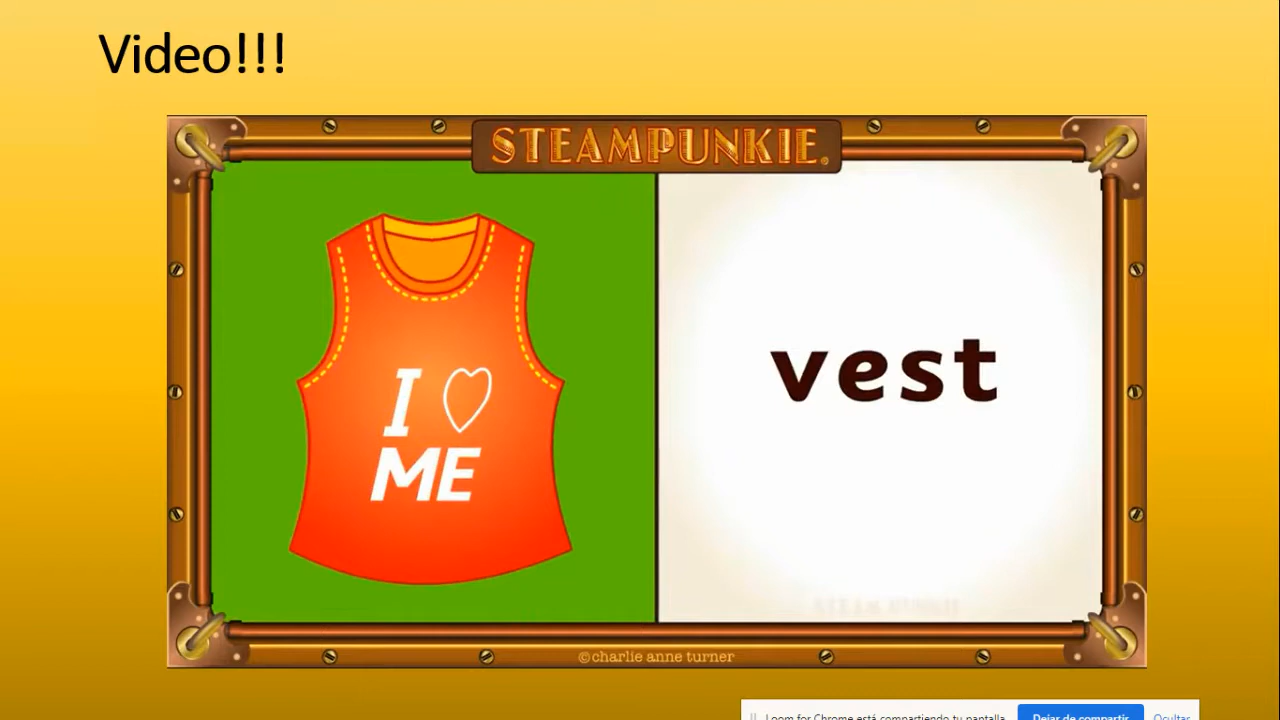 Video!!!
STEAMPUNKIE®
I
ME
vest
©charlie anne turner
Loom for Chrome está compartiendo tu pantalla. Dejar de compartir Ocultar